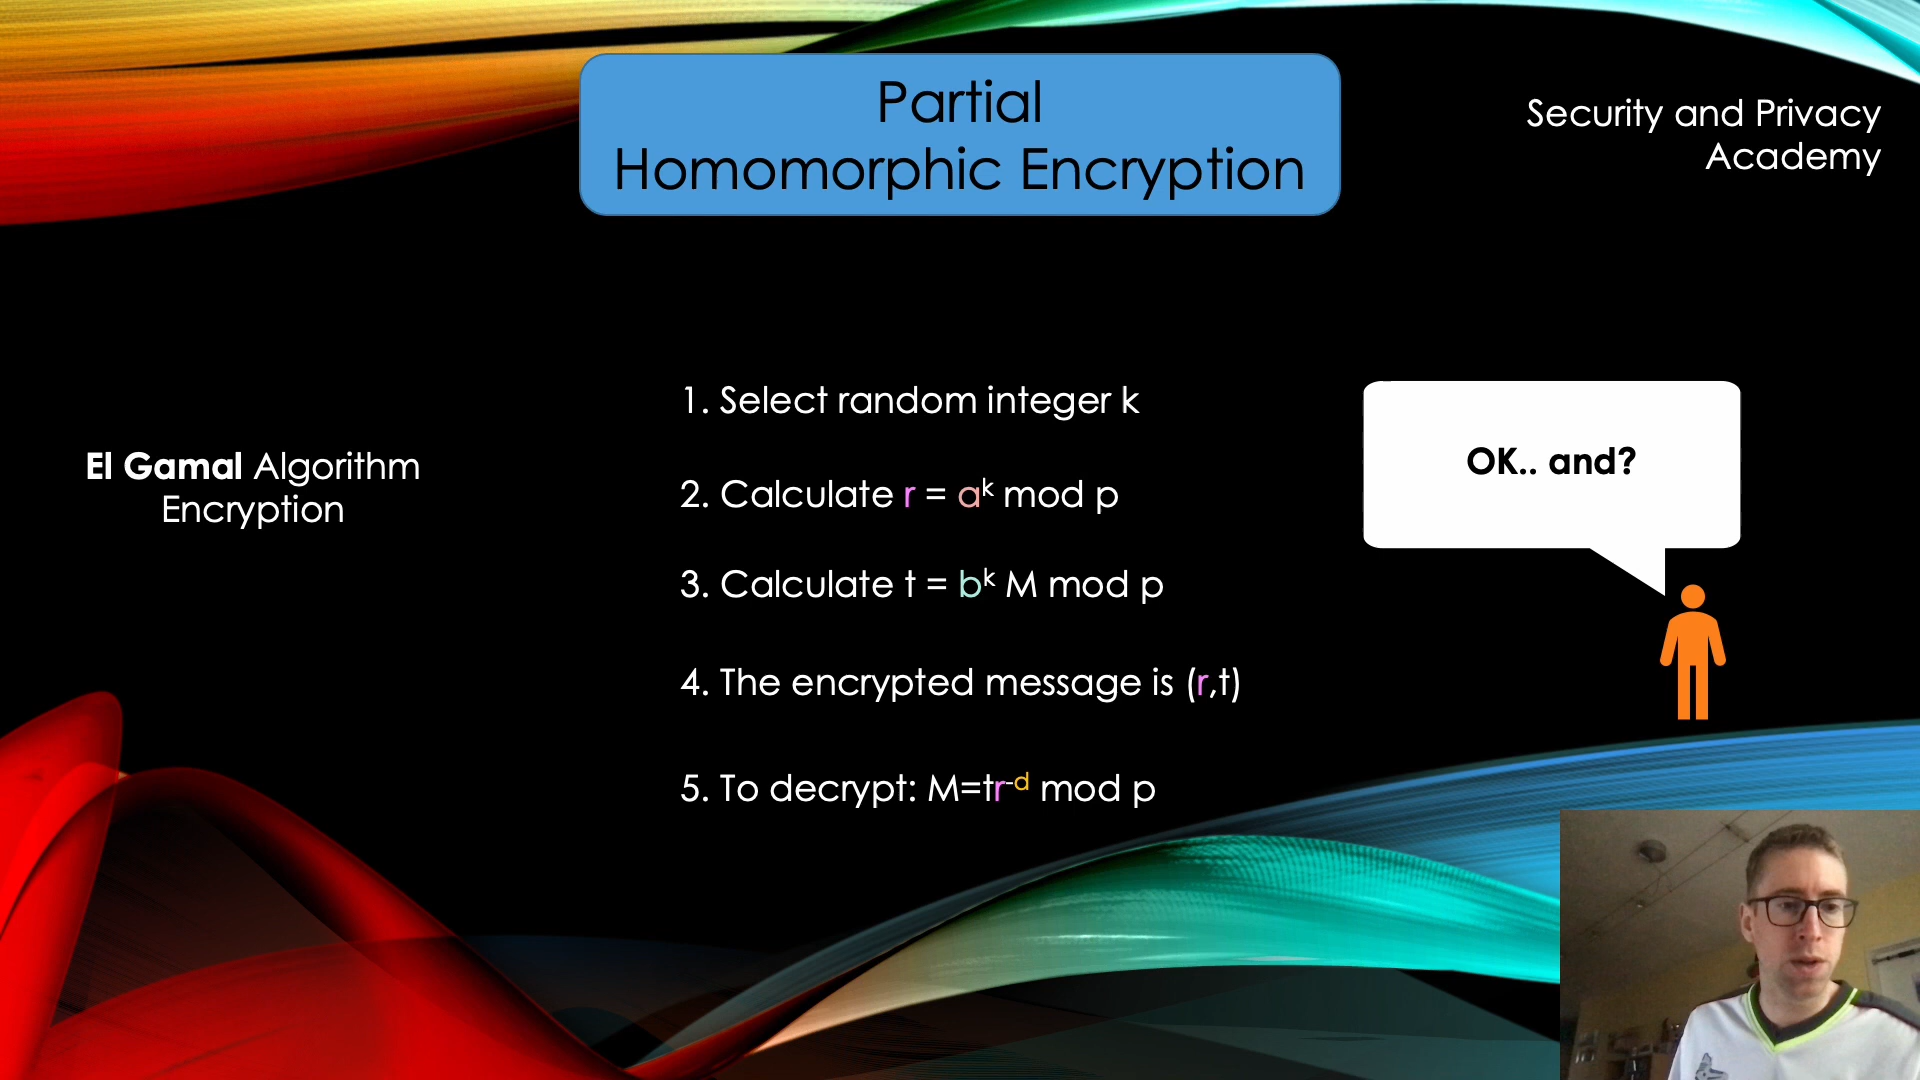 Partial
Homomorphic Encryption
Security and Privacy
Academy
El Gamal Algorithm
Encryption
1. Select random integer k
2. Calculate r = aᵏ mod p
3. Calculate t = bᵏ M mod p
4. The encrypted message is (r,t)
5. To decrypt: M=tr⁻ᵈ mod p
OK.. and?